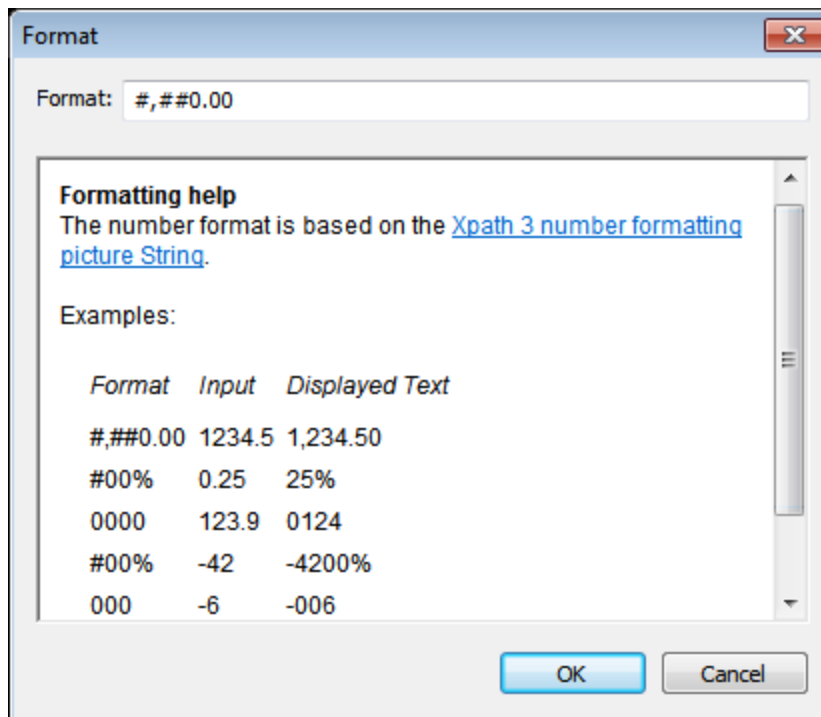 Format
Format: #,##0.00
Formatting help
The number format is based on the Xpath 3 number formatting
picture String.
Examples:
Format Input Displayed Text
#,##0.00 1234.5 1,234.50
#00% 0.25 25%
0000 123.9 0124
#00% -42 -4200%
000 -6 -006
OK Cancel